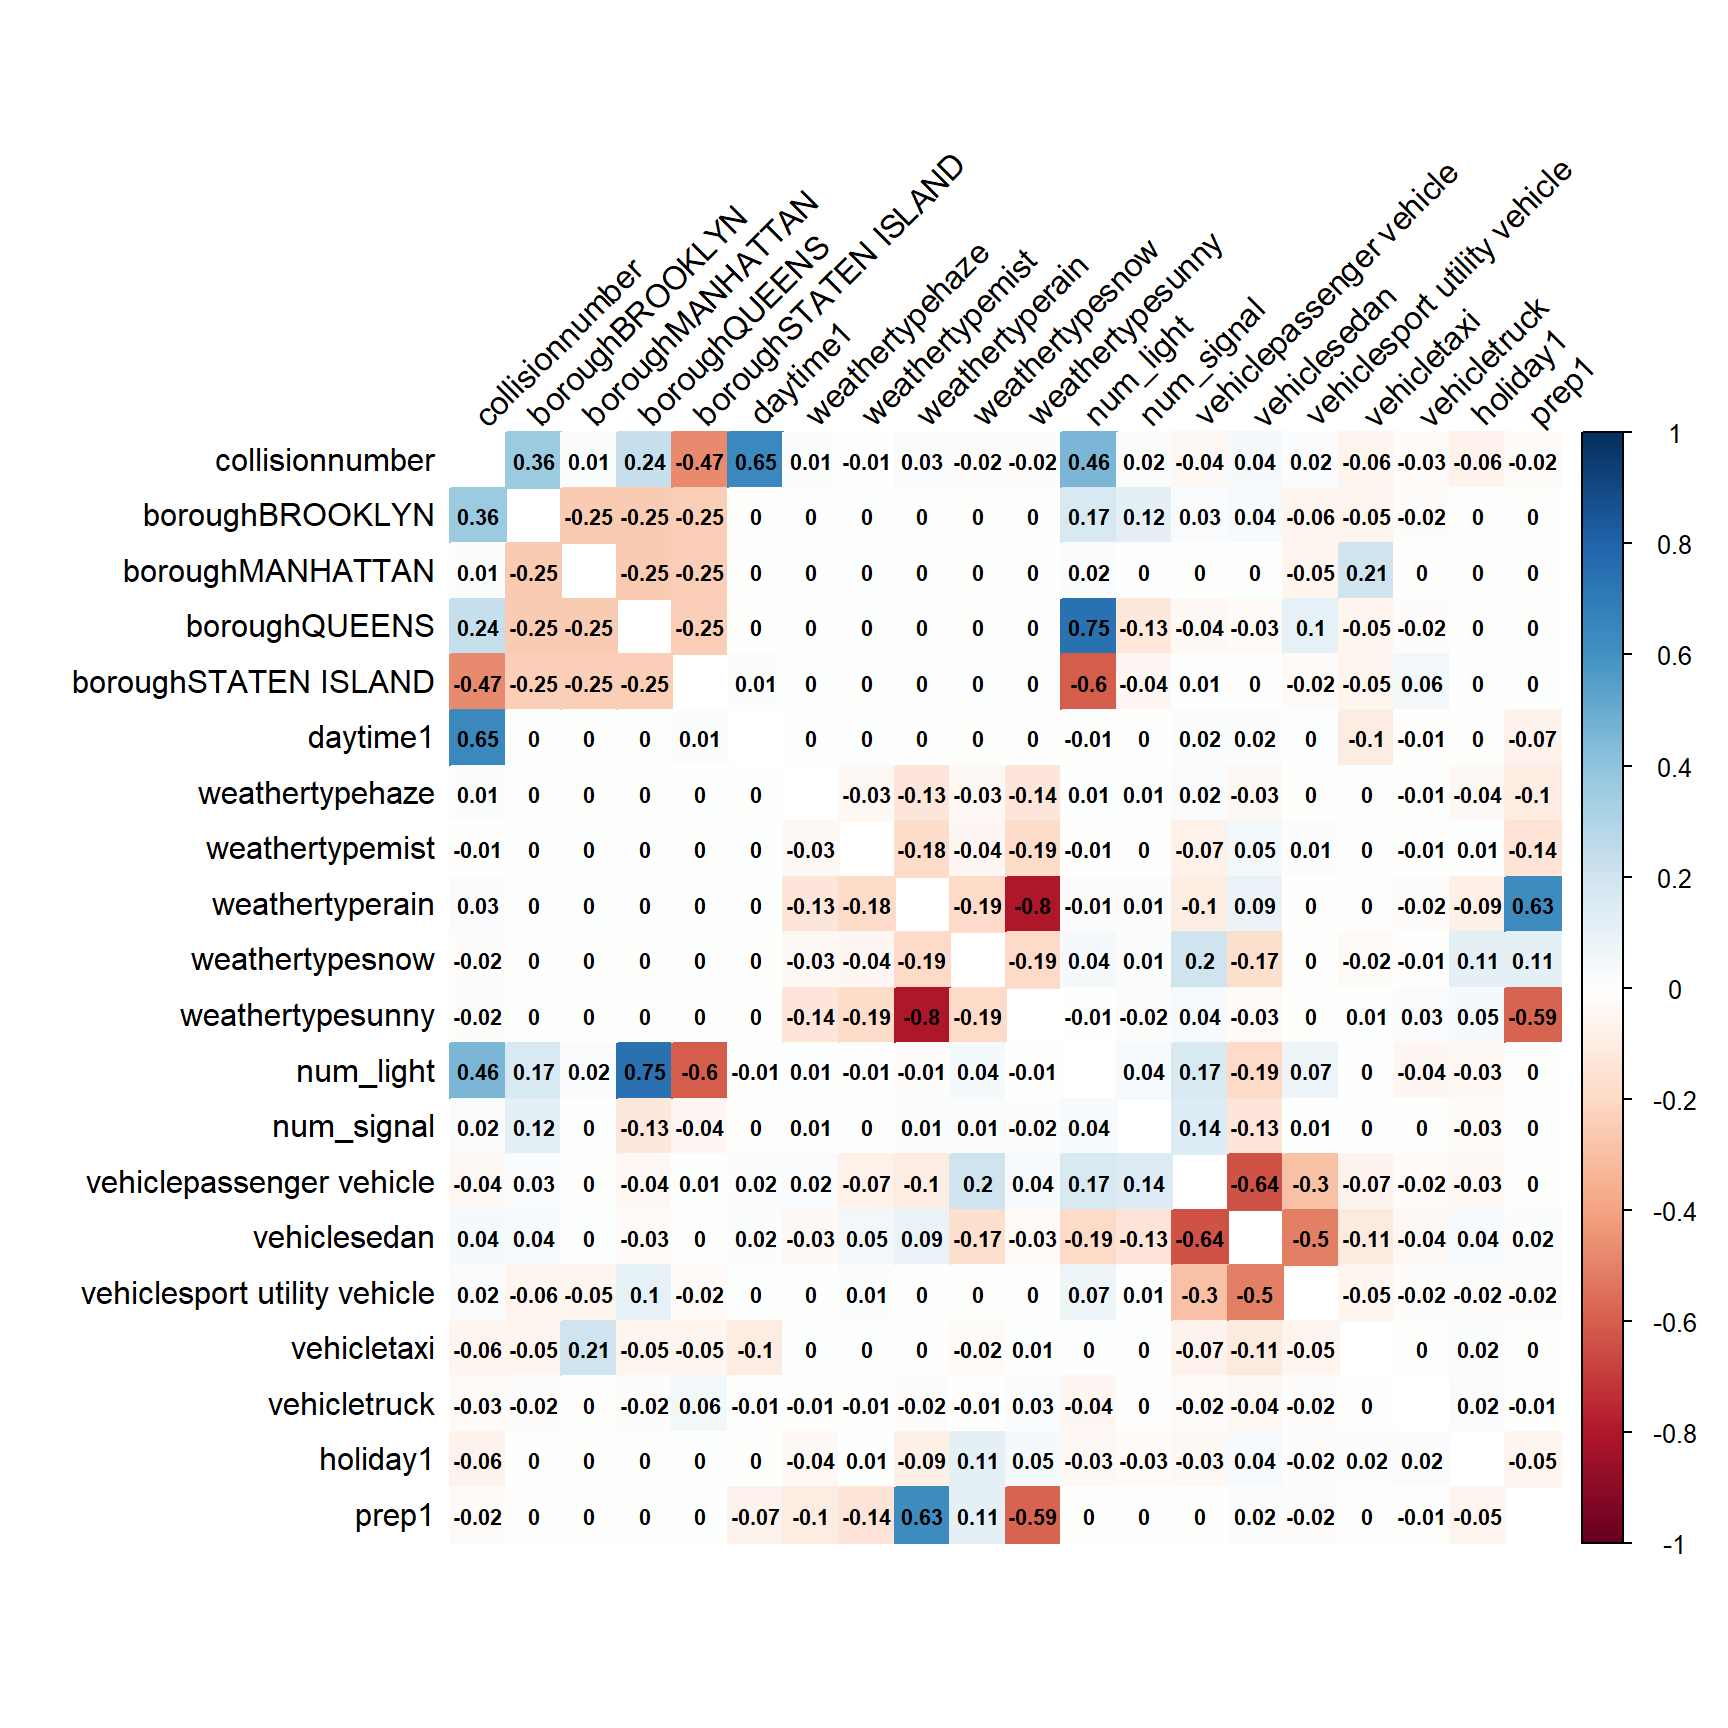 collisionnumber
boroughBROOKLYN
boroughMANHATTAN
boroughQUEENS
boroughSTATEN ISLAND
daytime1
weathertypehaze
weathertypemist
weathertyperain
weathertypesnow
weathertypesunny
num_light
num_signal
vehiclepassenger vehicle
vehiclesedan
vehiclesport utility vehicle
vehicletaxi
vehicletruck
holiday1
prep1
collisionnumber 0.36 0.01 0.24 -0.47 0.65 0.01 -0.01 0.03 -0.02 -0.02 0.46 0.02 -0.04 0.04 0.02 -0.06 -0.03 -0.06 -0.02
boroughBROOKLYN 0.36 -0.25 -0.25 -0.25 0 0 0 0 0 0 0.17 0.12 0.03 0.04 -0.06 -0.05 -0.02 0 0
boroughMANHATTAN 0.01 -0.25 -0.25 -0.25 0 0 0 0 0 0 0.02 0 0 0 -0.05 0.21 0 0 0
boroughQUEENS 0.24 -0.25 -0.25 -0.25 0 0 0 0 0 0 0.75 -0.13 -0.04 -0.03 0.1 -0.05 -0.02 0 0
boroughSTATEN ISLAND -0.47 -0.25 -0.25 -0.25 0.01 0 0 0 0 0 -0.6 -0.04 0.01 0 -0.02 -0.05 0.06 0 0
daytime1 0.65 0 0 0 0.01 0 0 0 0 0 -0.01 0 0.02 0.02 0 -0.1 -0.01 0 -0.07
weathertypehaze 0.01 0 0 0 0 0 -0.03 -0.13 -0.03 -0.14 0.01 0.01 0.02 -0.03 0 0 -0.01 -0.04 -0.1
weathertypemist -0.01 0 0 0 0 0 -0.03 -0.18 -0.04 -0.19 -0.01 0 -0.07 0.05 0.01 0 -0.01 0.01 -0.14
weathertyperain 0.03 0 0 0 0 0 -0.13 -0.18 -0.19 -0.8 -0.01 0.01 -0.1 0.09 0 0 -0.02 -0.09 0.63
weathertypesnow -0.02 0 0 0 0 0 -0.03 -0.04 -0.19 -0.19 0.04 0.01 0.2 -0.17 0 -0.02 -0.01 0.11 0.11
weathertypesunny -0.02 0 0 0 0 0 -0.14 -0.19 -0.8 -0.19 -0.01 -0.02 0.04 -0.03 0 0.01 0.03 0.05 -0.59
num_light 0.46 0.17 0.02 0.75 -0.6 -0.01 0.01 -0.01 -0.01 0.04 -0.01 0.04 0.17 -0.19 0.07 0 -0.04 -0.03 0
num_signal 0.02 0.12 0 -0.13 -0.04 0 0.01 0 0.01 0.01 -0.02 0.04 0.14 -0.13 0.01 0 0 -0.03 0
vehiclepassenger vehicle -0.04 0.03 0 -0.04 0.01 0.02 0.02 -0.07 -0.1 0.2 0.04 0.17 0.14 -0.64 -0.3 -0.07 -0.02 -0.03 0
vehiclesedan 0.04 0.04 0 -0.03 0 0.02 -0.03 0.05 0.09 -0.17 -0.03 -0.19 -0.13 -0.64 -0.5 -0.11 -0.04 0.04 0.02
vehiclesport utility vehicle 0.02 -0.06 -0.05 0.1 -0.02 0 0 0.01 0 0 0 0.07 0.01 -0.3 -0.5 -0.05 -0.02 -0.02 -0.02
vehicletaxi -0.06 -0.05 0.21 -0.05 -0.05 -0.1 0 0 0 -0.02 0.01 0 0 -0.07 -0.11 -0.05 0 0.02 0
vehicletruck -0.03 -0.02 0 -0.02 0.06 -0.01 -0.01 -0.01 -0.02 -0.01 0.03 -0.04 0 -0.02 -0.04 -0.02 0 0.02 -0.01
holiday1 -0.06 0 0 0 0 0 -0.04 0.01 -0.09 0.11 0.05 -0.03 -0.03 -0.03 0.04 -0.02 0.02 0.02 -0.05
prep1 -0.02 0 0 0 0 -0.07 -0.1 -0.14 0.63 0.11 -0.59 0 0 0 0.02 -0.02 0 -0.01 -0.05
1
0.8
0.6
0.4
0.2
0
-0.2
-0.4
-0.6
-0.8
-1